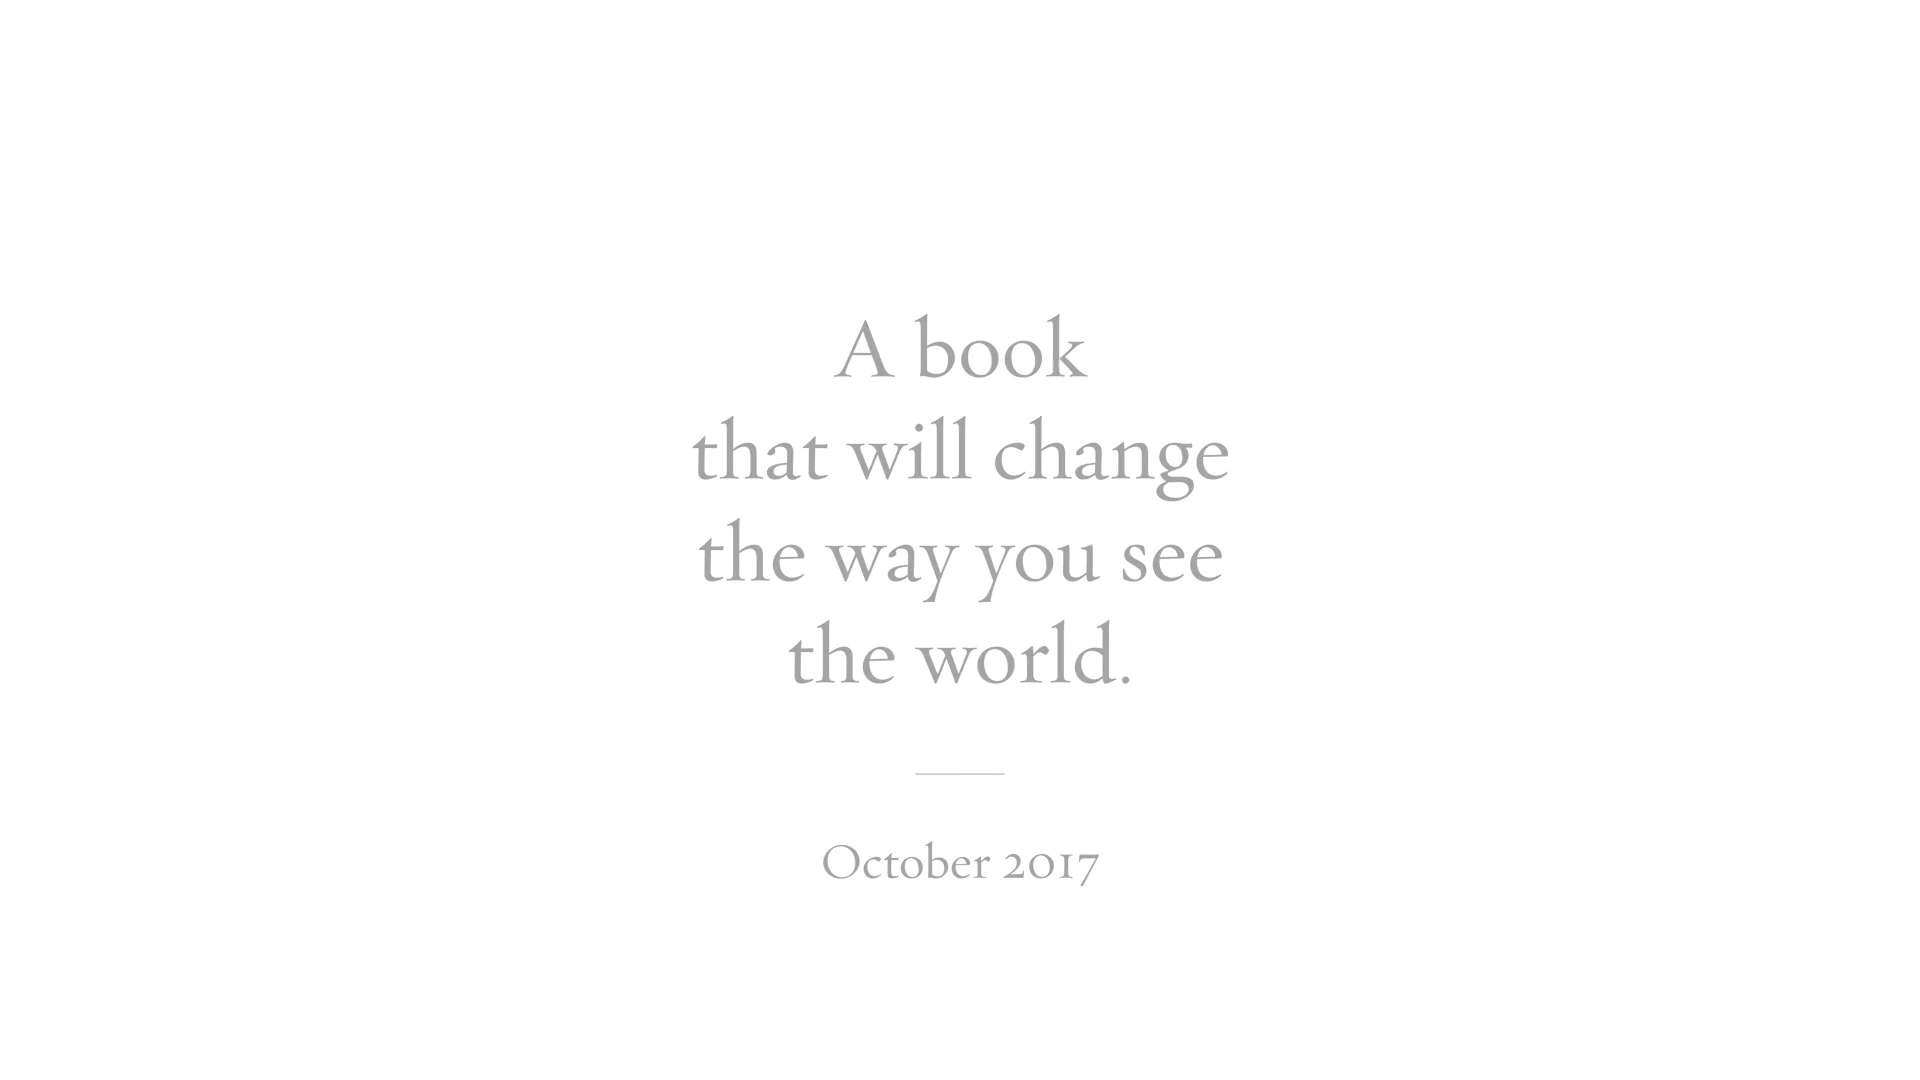 A book
that will change
the way you see
the world.
October 2017